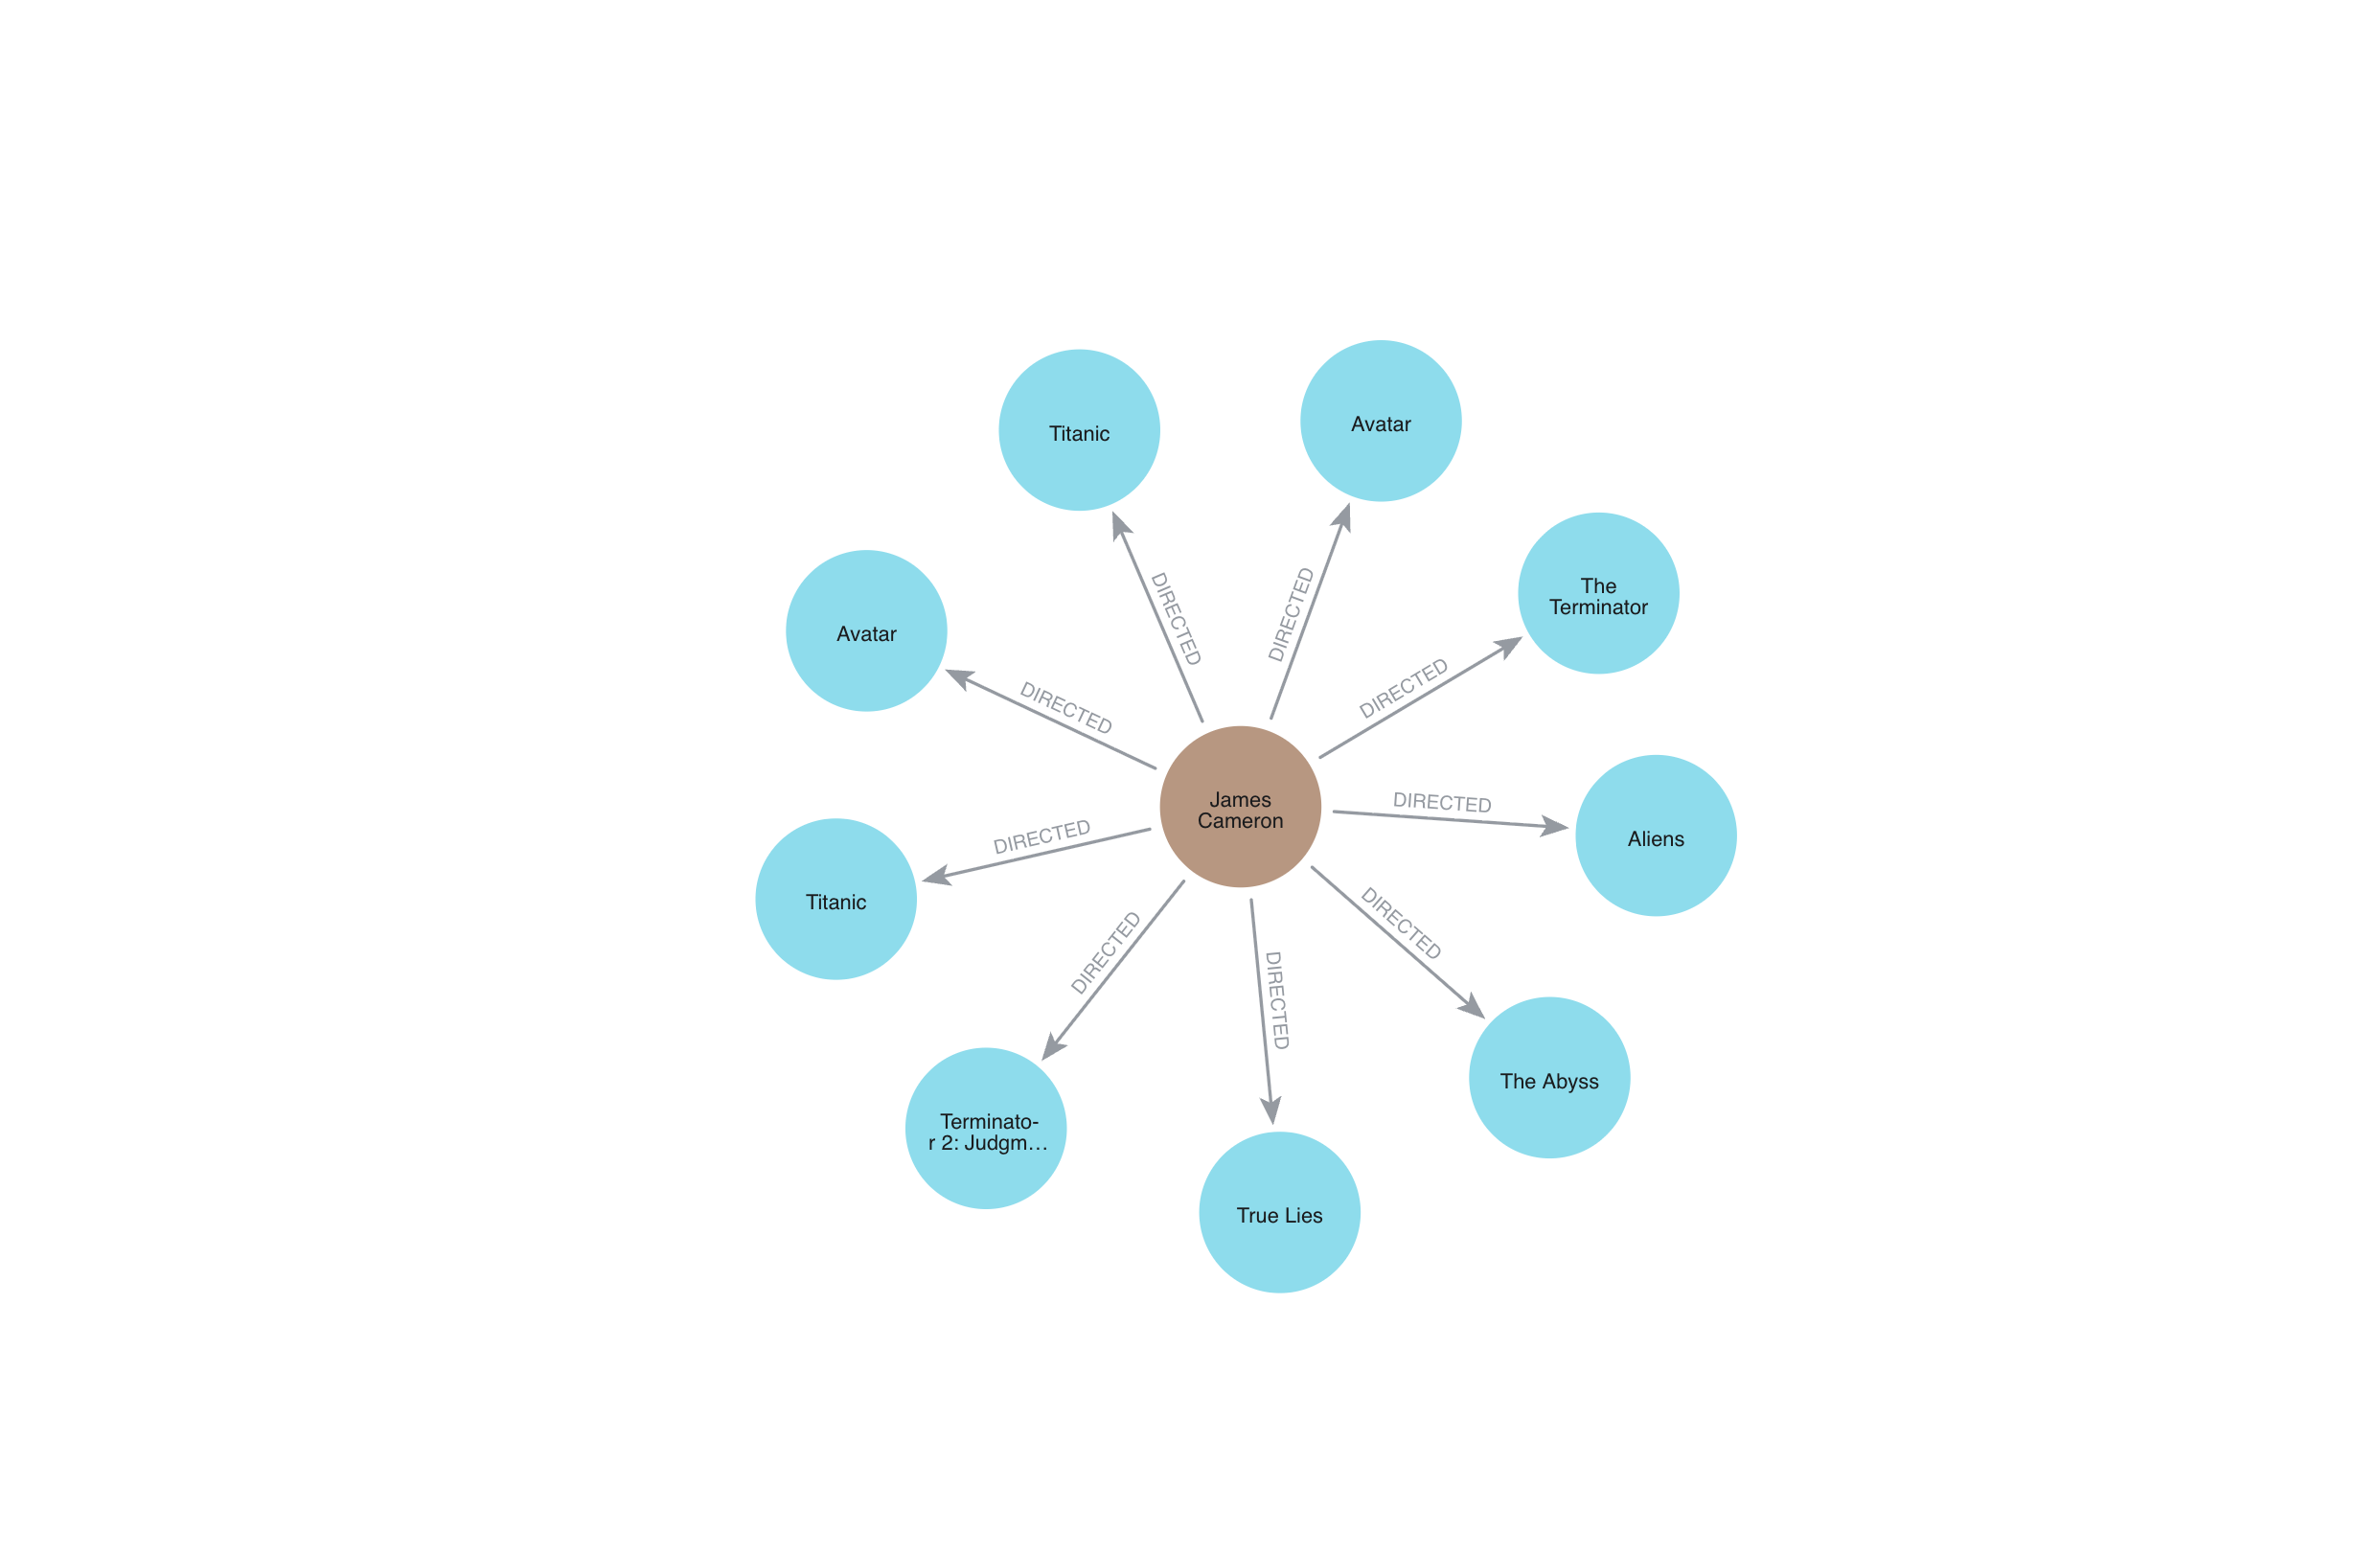 Titanic
Avatar
The
Terminator
Avatar
DIRECTED
DIRECTED
DIRECTED
DIRECTED
James
Cameron
DIRECTED
Aliens
DIRECTED
Titanic
DIRECTED
DIRECTED
DIRECTED
The Abyss
Terminato-
r 2: Judgm…
True Lies